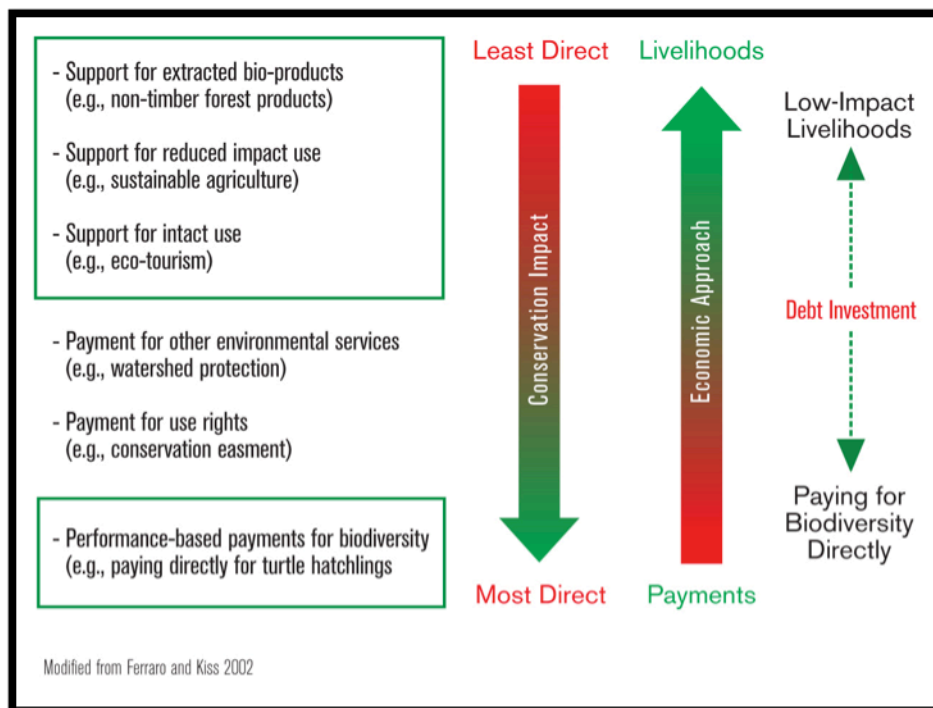 - Support for extracted bio-products
(e.g., non-timber forest products)
- Support for reduced impact use
(e.g., sustainable agriculture)
- Support for intact use
(e.g., eco-tourism)
- Payment for other environmental services
(e.g., watershed protection)
- Payment for use rights
(e.g., conservation easment)
- Performance-based payments for biodiversity
(e.g., paying directly for turtle hatchlings
Least Direct
Conservation Impact
Most Direct
Livelihoods
Economic Approach
Payments
Low-Impact
Livelihoods
Debt Investment
Paying for
Biodiversity
Directly
Modified from Ferraro and Kiss 2002